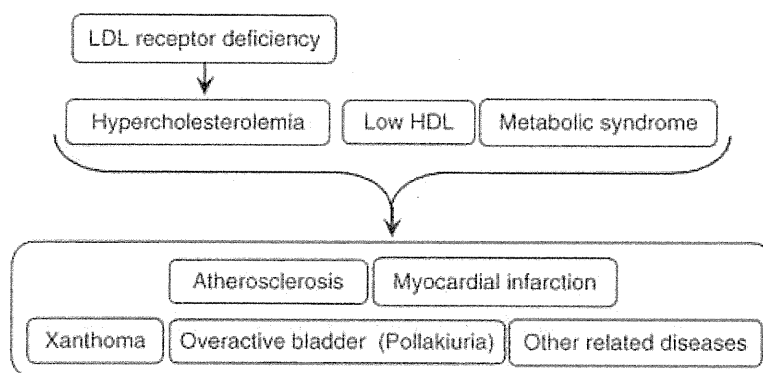 LDL receptor deficiency
Hypercholesterolemia Low HDL Metabolic syndrome
Atherosclerosis Myocardial infarction
Xanthoma Overactive bladder (Pollakiuria) Other related diseases